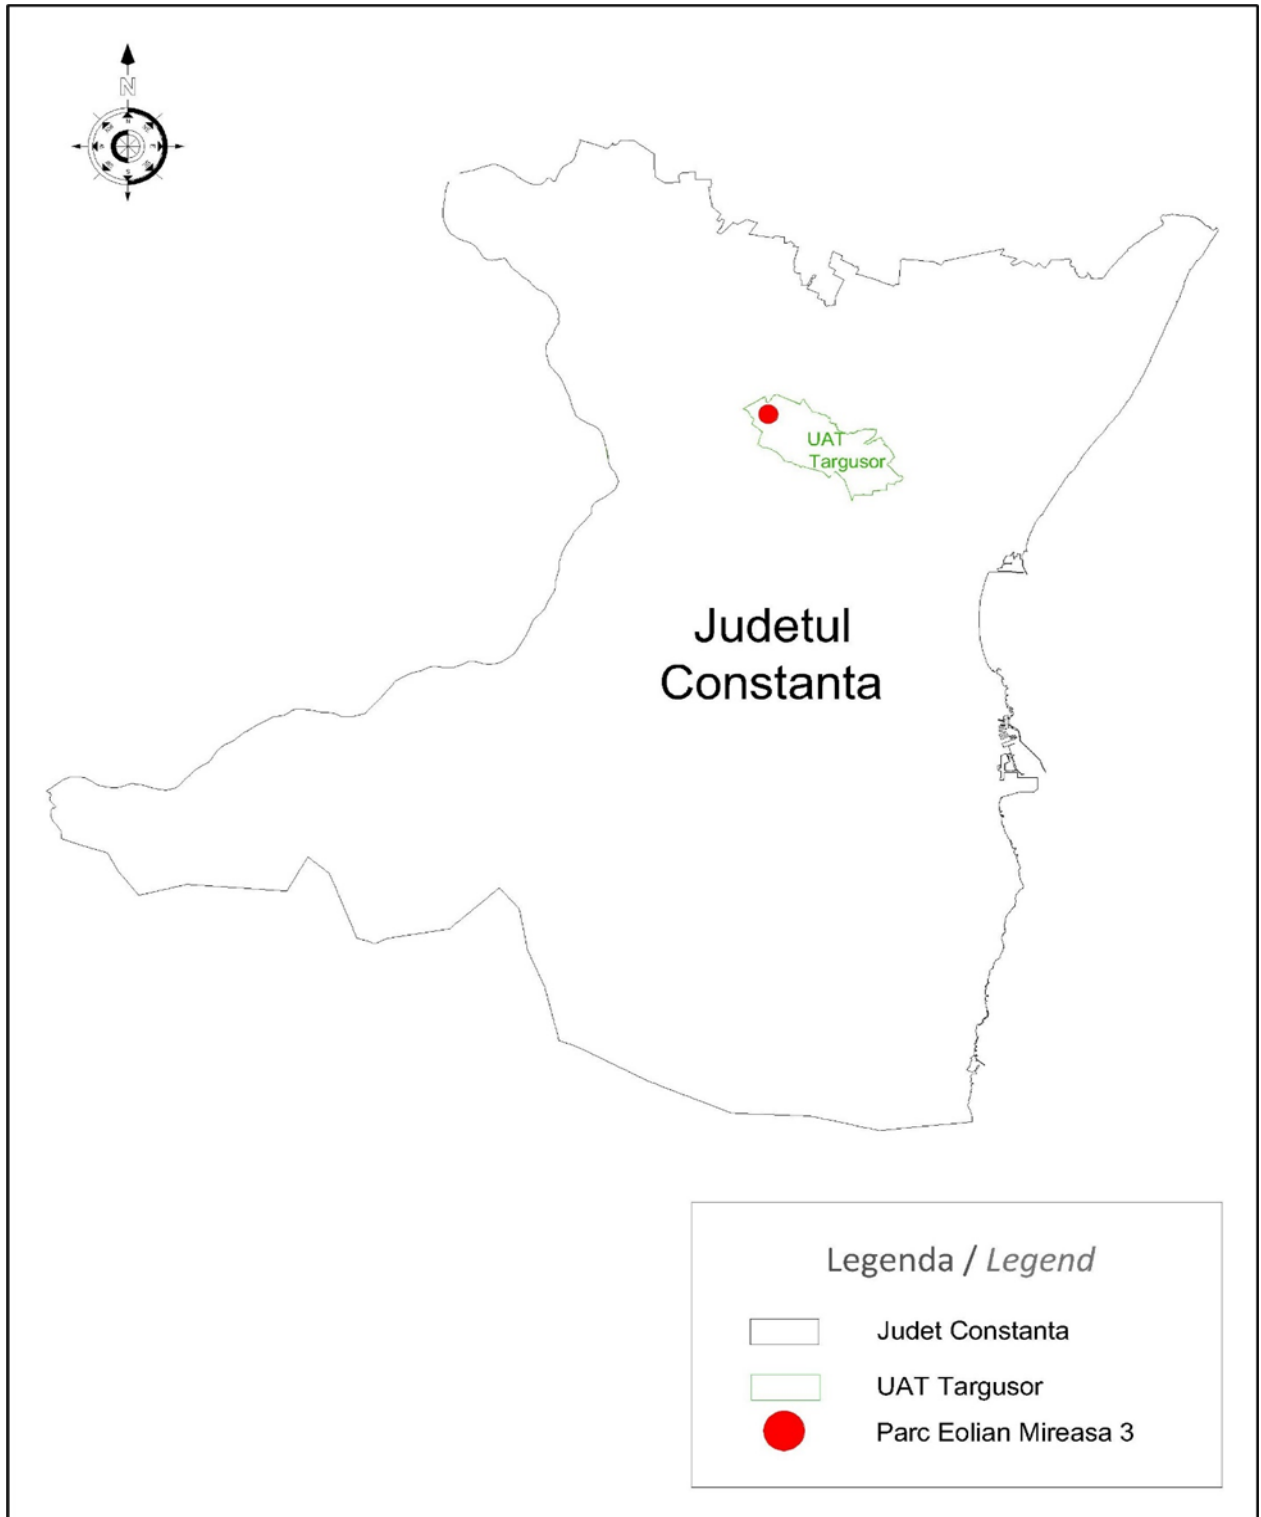 N
UAT
Targusor
Judetul
Constanta
Legenda / Legend
Judet Constanta
UAT Targusor
Parc Eolian Mireasa 3